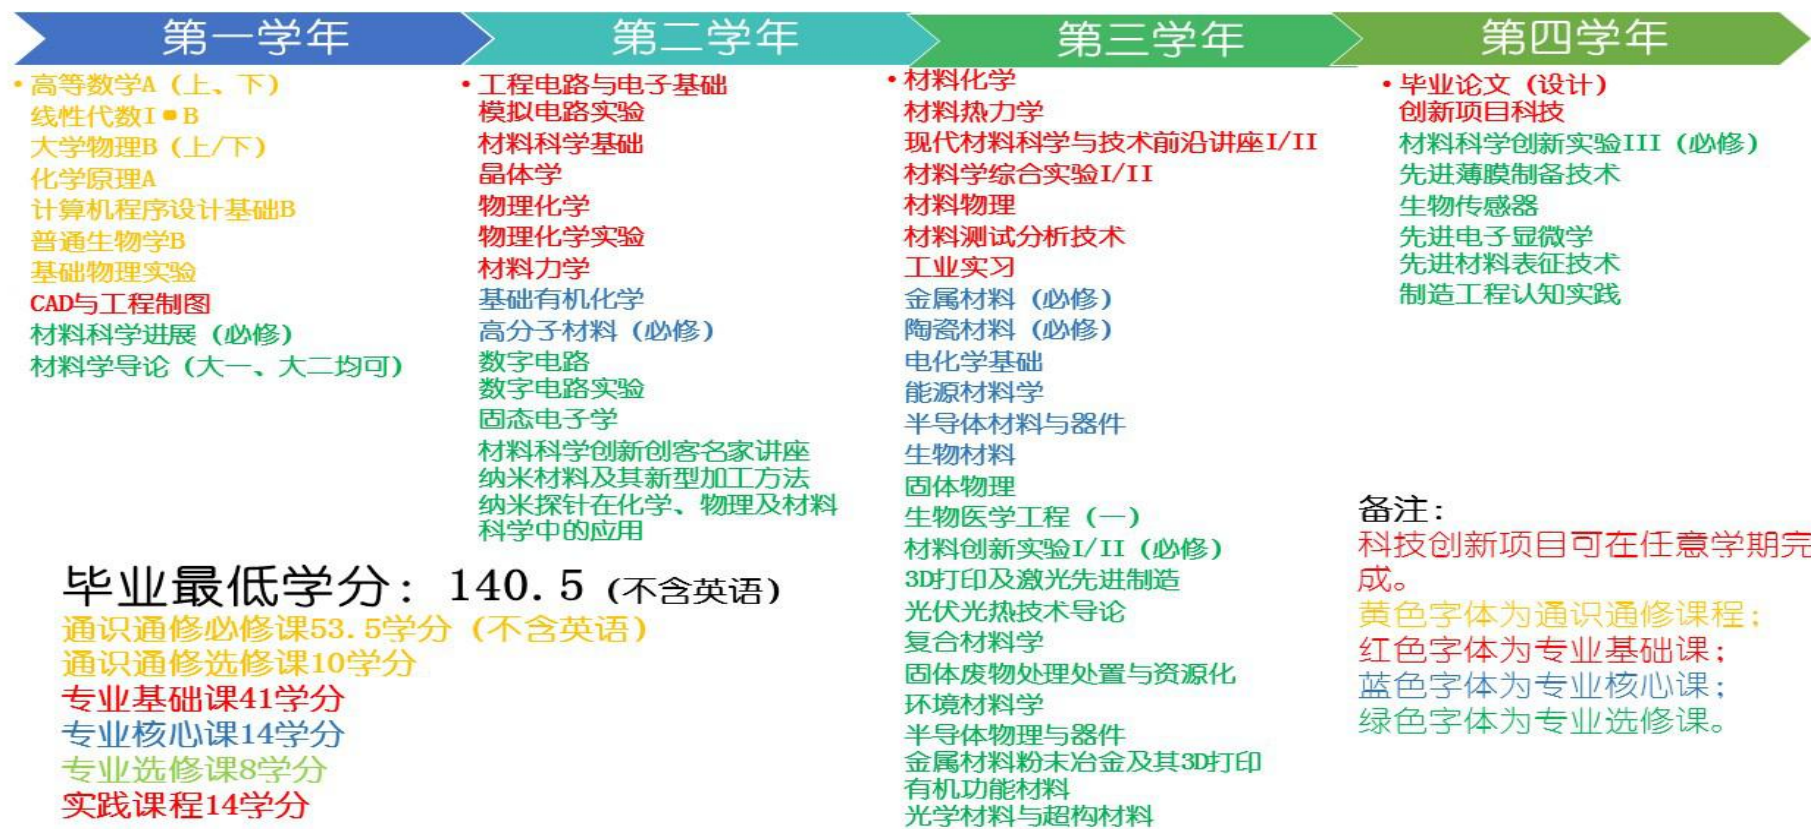 第一学年
•高等数学A（上、下）
线性代数I•B
大学物理B（上/下）
化学原理A
计算机程序设计基础B
普通生物学B
基础物理实验
CAD与工程制图
材料科学进展（必修）
材料学导论（大一、大二均可）
第二学年
•工程电路与电子基础
模拟电路实验
材料科学基础
晶体学
物理化学
物理化学实验
材料力学
基础有机化学
高分子材料（必修）
数字电路
数字电路实验
固态电子学
材料科学创新创客名家讲座
纳米材料及其新型加工方法
纳米探针在化学、物理及材料
科学中的应用
第三学年
•材料化学
材料热力学
现代材料科学与技术前沿讲座I/II
材料学综合实验I/II
材料物理
材料测试分析技术
工业实习
金属材料（必修）
陶瓷材料（必修）
电化学基础
能源材料学
半导体材料与器件
生物材料
固体物理
生物医学工程（一）
材料创新实验I/II（必修）
3D打印及激光先进制造
光伏光热技术导论
复合材料学
固体废物处理处置与资源化
环境材料学
半导体物理与器件
金属材料粉末冶金及其3D打印
有机功能材料
光学材料与超构材料
第四学年
•毕业论文（设计）
创新项目科技
材料科学创新实验III（必修）
先进薄膜制备技术
生物传感器
先进电子显微学
先进材料表征技术
制造工程认知实践
毕业最低学分：140.5（不含英语）
通识通修必修课53.5学分（不含英语）
通识通修选修课10学分
专业基础课41学分
专业核心课14学分
专业选修课8学分
实践课程14学分
备注：
科技创新项目可在任意学期完
成。
黄色字体为通识通修课程；
红色字体为专业基础课；
蓝色字体为专业核心课；
绿色字体为专业选修课。